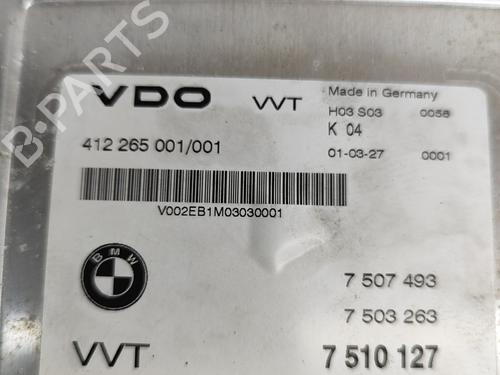 VDO VVT
Made in Germany
H03 S03 0056
K 04
412 265 001/001
01-03-27 0001
V002EB1M03030001
BMW
7 507 493
7 503 263
VVT 7 510 127
B-PARTS